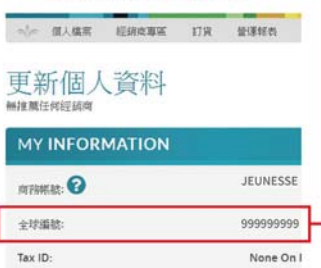 個人檔案 經銷商專區 訂貨 營運報表
更新個人資料
無推薦任何經銷商
MY INFORMATION
商務帳號: ? JEUNESSE
全球編號: 999999999
Tax ID: None On